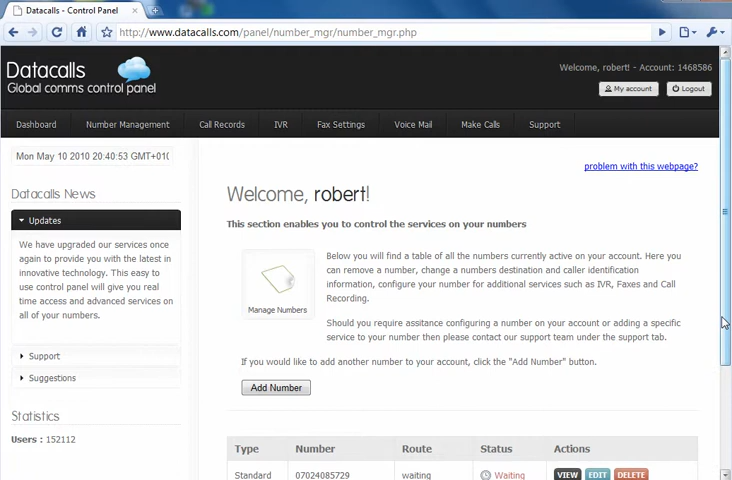 Datacalls - Control Panel
http://www.datacalls.com/panel/number_mgr/number_mgr.php
Datacalls
Global comms control panel
Welcome, robert! - Account: 1468586
My account
Logout
Dashboard
Number Management
Call Records
IVR
Fax Settings
Voice Mail
Make Calls
Support
Mon May 10 2010 20:40:53 GMT+01(
problem with this webpage?
Datacalls News
Updates
We have upgraded our services once
again to provide you with the latest in
innovative technology. This easy to
use control panel will give you real
time access and advanced services on
all of your numbers.
Support
Suggestions
Statistics
Users : 152112
Welcome, robert!
This section enables you to control the services on your numbers
Manage Numbers
Below you will find a table of all the numbers currently active on your account. Here you
can remove a number, change a numbers destination and caller identification
information, configure your number for additional services such as IVR, Faxes and Call
Recording.
Should you require assitance configuring a number on your account or adding a specific
service to your number then please contact our support team under the support tab.
If you would like to add another number to your account, click the "Add Number" button.
Add Number
Type Number Route Status Actions
Standard 07024085729 waiting Waiting VIEW EDIT DELETE